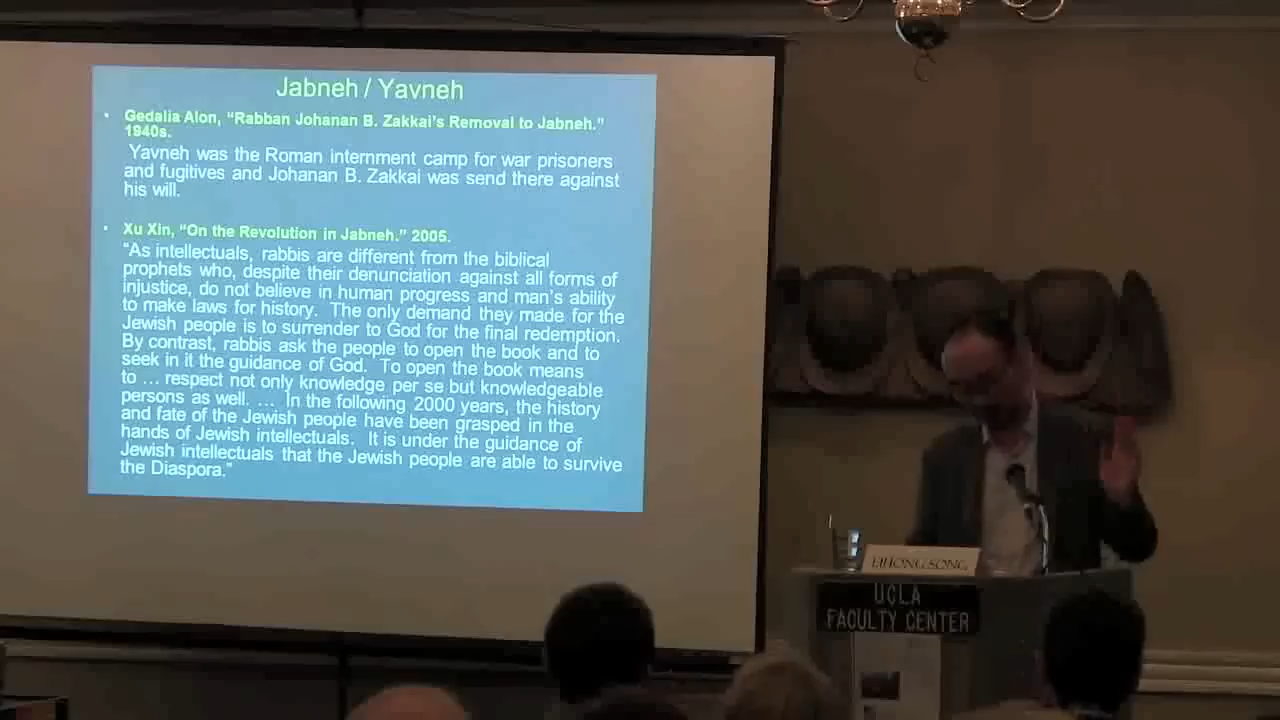 Jabneh / Yavneh
• Gedalia Alon, “Rabban Johanan B. Zakkai’s Removal to Jabneh.”
1940s.
Yavneh was the Roman internment camp for war prisoners
and fugitives and Johanan B. Zakkai was send there against
his will.
• Xu Xin, “On the Revolution in Jabneh.” 2005.
“As intellectuals, rabbis are different from the biblical
prophets who, despite their denunciation against all forms of
injustice, do not believe in human progress and man’s ability
to make laws for history. The only demand they made for the
Jewish people is to surrender to God for the final redemption.
By contrast, rabbis ask the people to open the book and to
seek in it the guidance of God. To open the book means
to … respect not only knowledge per se but knowledgeable
persons as well. … In the following 2000 years, the history
and fate of the Jewish people have been grasped in the
hands of Jewish intellectuals. It is under the guidance of
Jewish intellectuals that the Jewish people are able to survive
the Diaspora.”
LIHONG SONG
UCLA
FACULTY CENTER